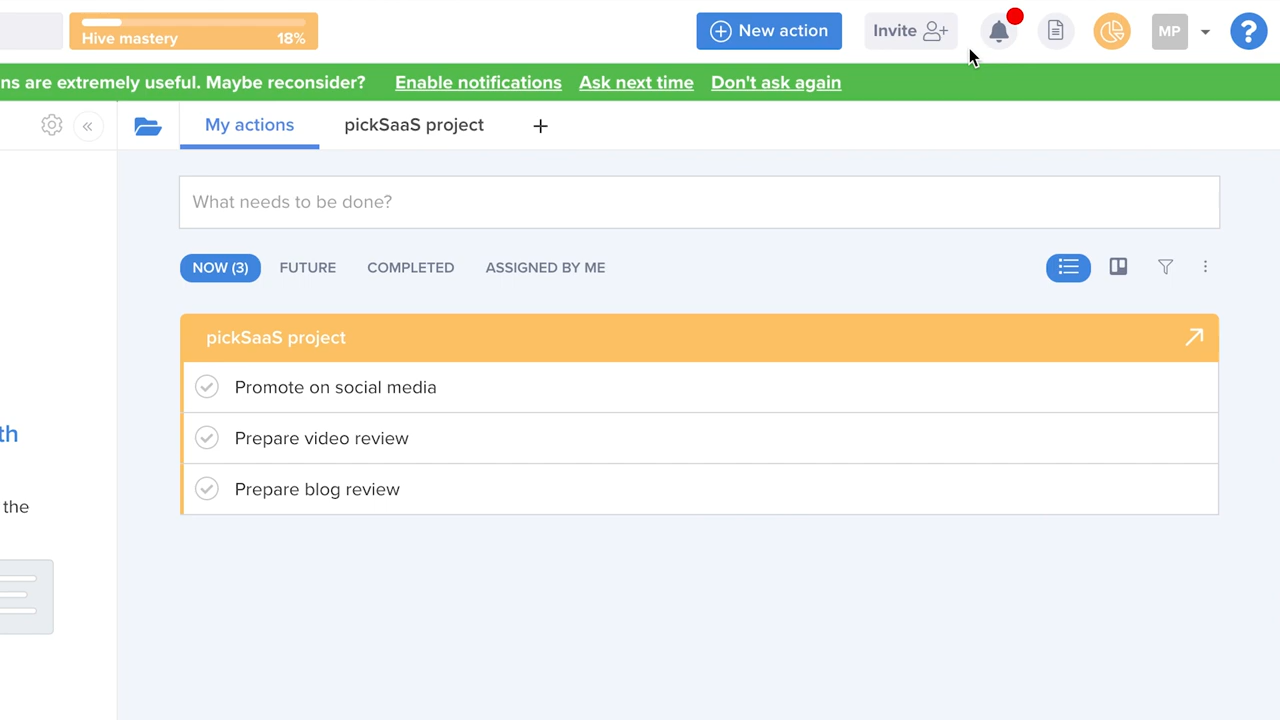 Hive mastery 18%
New action
Invite
MP
?
ns are extremely useful. Maybe reconsider? Enable notifications Ask next time Don't ask again
My actions pickSaaS project +
What needs to be done?
NOW (3) FUTURE COMPLETED ASSIGNED BY ME
pickSaaS project
Promote on social media
Prepare video review
th
Prepare blog review
the